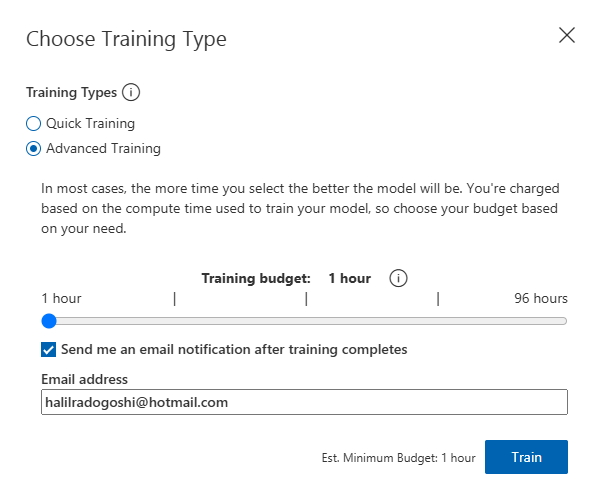 Choose Training Type
Training Types
Quick Training
Advanced Training
In most cases, the more time you select the better the model will be. You're charged
based on the compute time used to train your model, so choose your budget based
on your need.
Training budget: 1 hour
1 hour | | | 96 hours
Send me an email notification after training completes
Email address
halilradogoshi@hotmail.com
Est. Minimum Budget: 1 hour Train